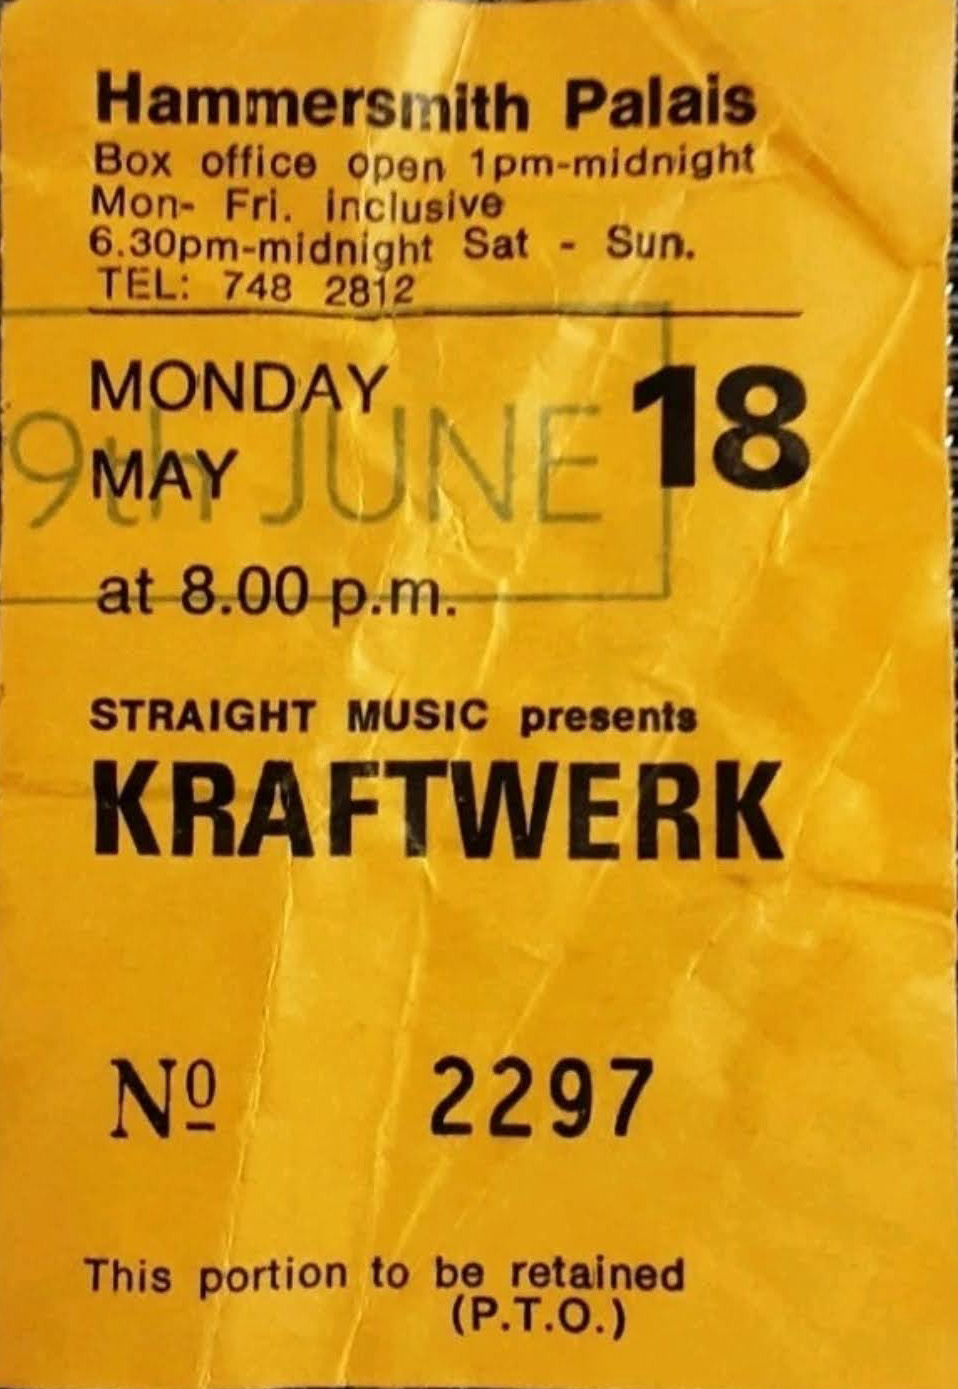 Hammersmith Palais
Box office open 1pm-midnight
Mon- Fri. inclusive
6.30pm-midnight Sat - Sun.
TEL: 748 2812
MONDAY 18
MAY
9th JUNE
at 8.00 p.m.
STRAIGHT MUSIC presents
KRAFTWERK
Nº 2297
This portion to be retained
(P.T.O.)